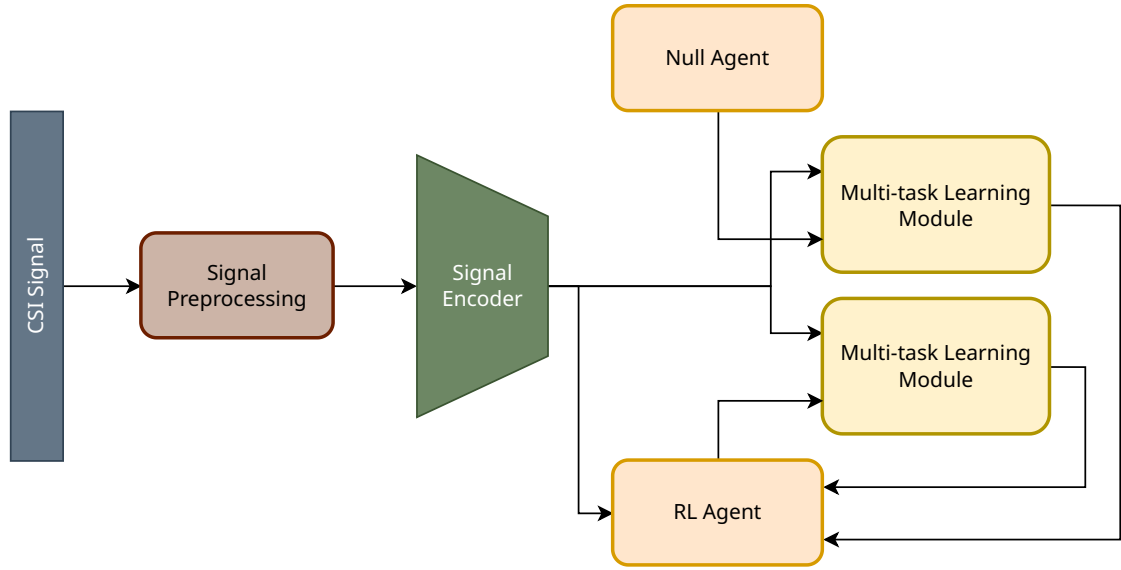 CSI Signal
Signal
Preprocessing
Signal
Encoder
Null Agent
Multi-task Learning
Module
Multi-task Learning
Module
RL Agent